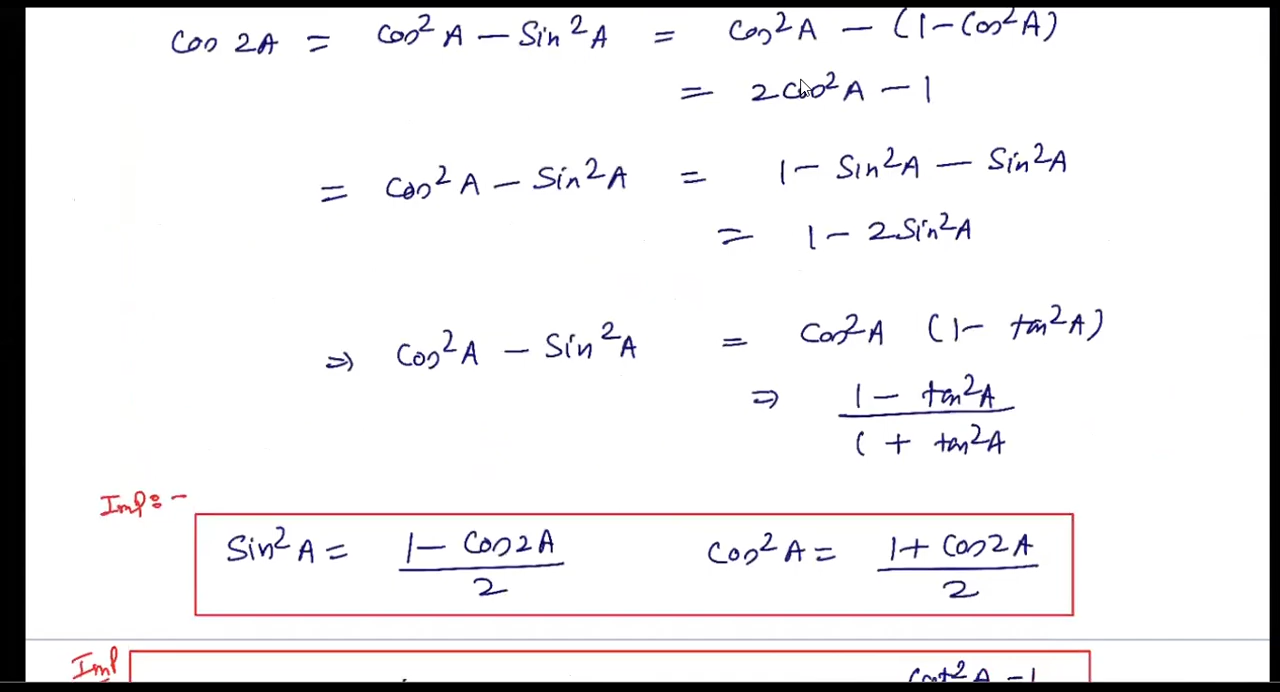 Cos 2A = Cos²A − Sin²A = Cos²A − (1 − Cos²A)
= 2Cos²A − 1
= Cos²A − Sin²A = 1 − Sin²A − Sin²A
= 1 − 2Sin²A
⇒ Cos²A − Sin²A = Cos²A (1 − tan²A)
⇒ 1 − tan²A
1 + tan²A
Imp:-
Sin²A = 1 − Cos2A / 2 Cos²A = 1 + Cos2A / 2
Imp